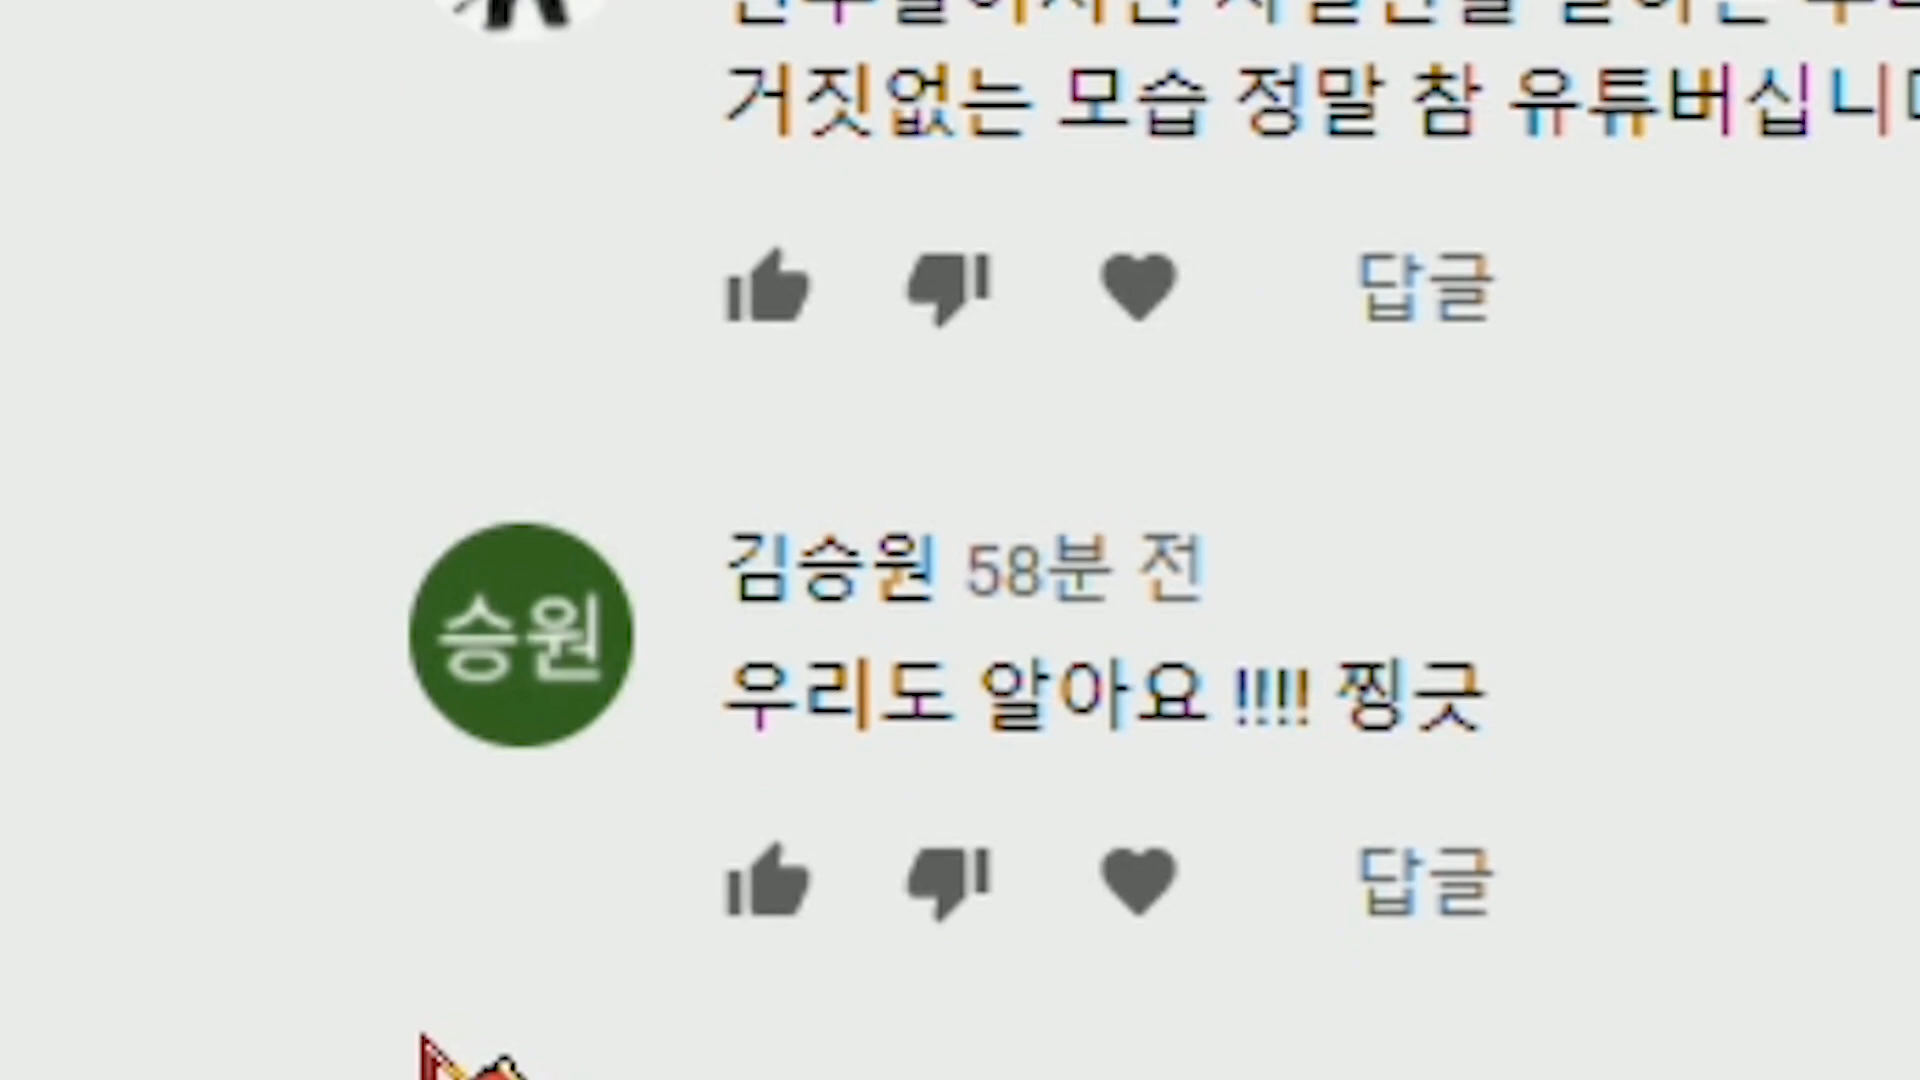 거짓없는 모습 정말 참 유튜버십니
답글
승원
김승원 58분 전
우리도 알아요 !!!! 찡긋
답글